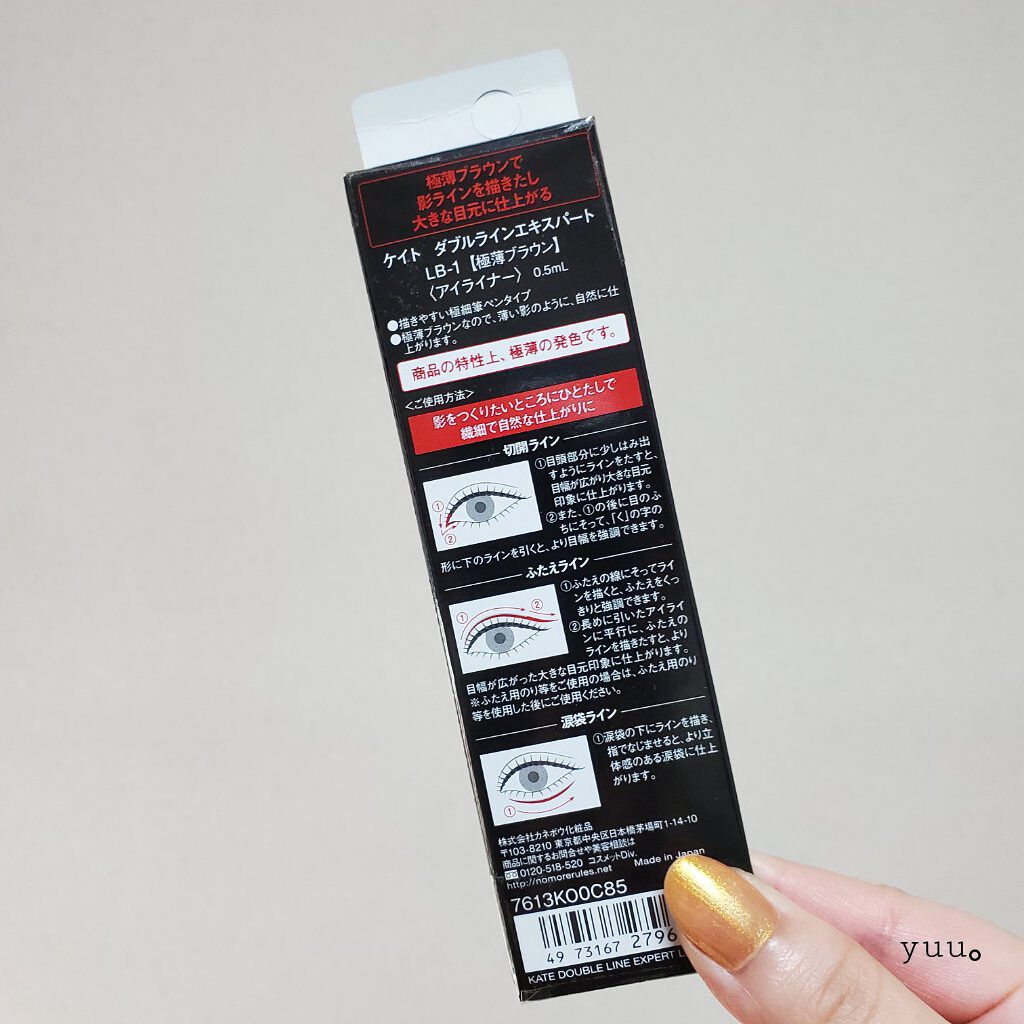 極薄ブラウンで
影ラインを描きたし
大きな目元に仕上がる
ケイト ダブルラインエキスパート
LB-1【極薄ブラウン】
〈アイライナー〉 0.5mL
●描きやすい極細筆ペンタイプ
●極薄ブラウンなので、薄い影のように、自然に仕
上がります。
商品の特性上、極薄の発色です。
<ご使用方法>
影をつくりたいところにひとたしで
繊細で自然な仕上がりに
切開ライン
①目頭部分に少しはみ出
すようにラインをたすと、
目幅が広がり大きな目元
印象に仕上がります。
②また、①の後に目のふ
ちにそって、「く」の字の
形に下のラインを引くと、より目幅を強調できます。
①
②
ふたえライン
①ふたえの線にそってライ
ンを描くと、ふたえをくっ
きりと強調できます。
②長めに引いたアイライ
ンに平行に、ふたえの
ラインを描きたすと、より
目幅が広がった大きな目元印象に仕上がります。
※ふたえ用のり等をご使用の場合は、ふたえ用のり
等を使用した後にご使用ください。
①
②
涙袋ライン
①涙袋の下にラインを描き、
指でなじませると、より立
体感のある涙袋に仕上
がります。
①
株式会社カネボウ化粧品
〒103-8210 東京都中央区日本橋茅場町1-14-10
商品に関するお問合せや美容相談は
0120-518-520 コスメットDiv.
http://nomorerules.net Made in Japan
7613K00C85
49 73167 2796
KATE DOUBLE LINE EXPERT L
yuu。